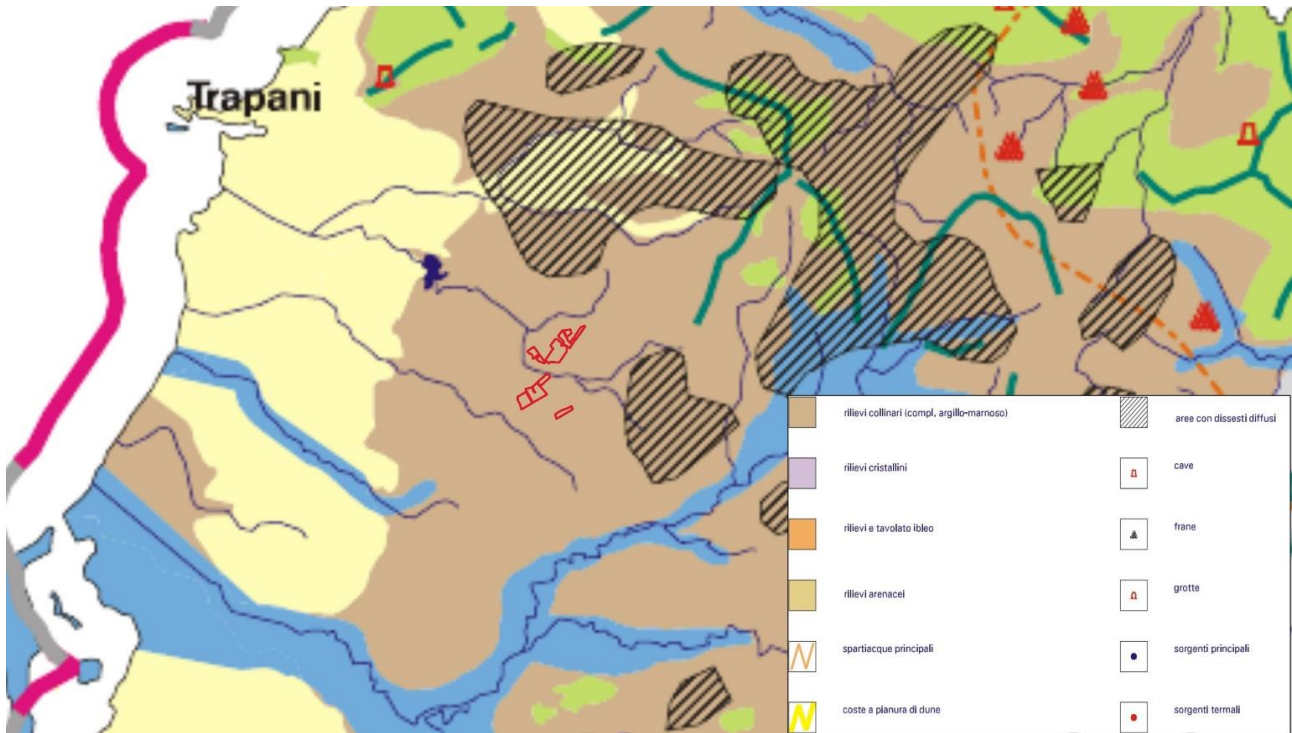 Trapani
rilievi collinari (compl. argillo-marnoso)
aree con dissesti diffusi
rilievi cristallini
cave
rilievi e tavolato ibleo
frane
rilievi arenacei
grotte
spartiacque principali
sorgenti principali
coste a pianura di dune
sorgenti termali